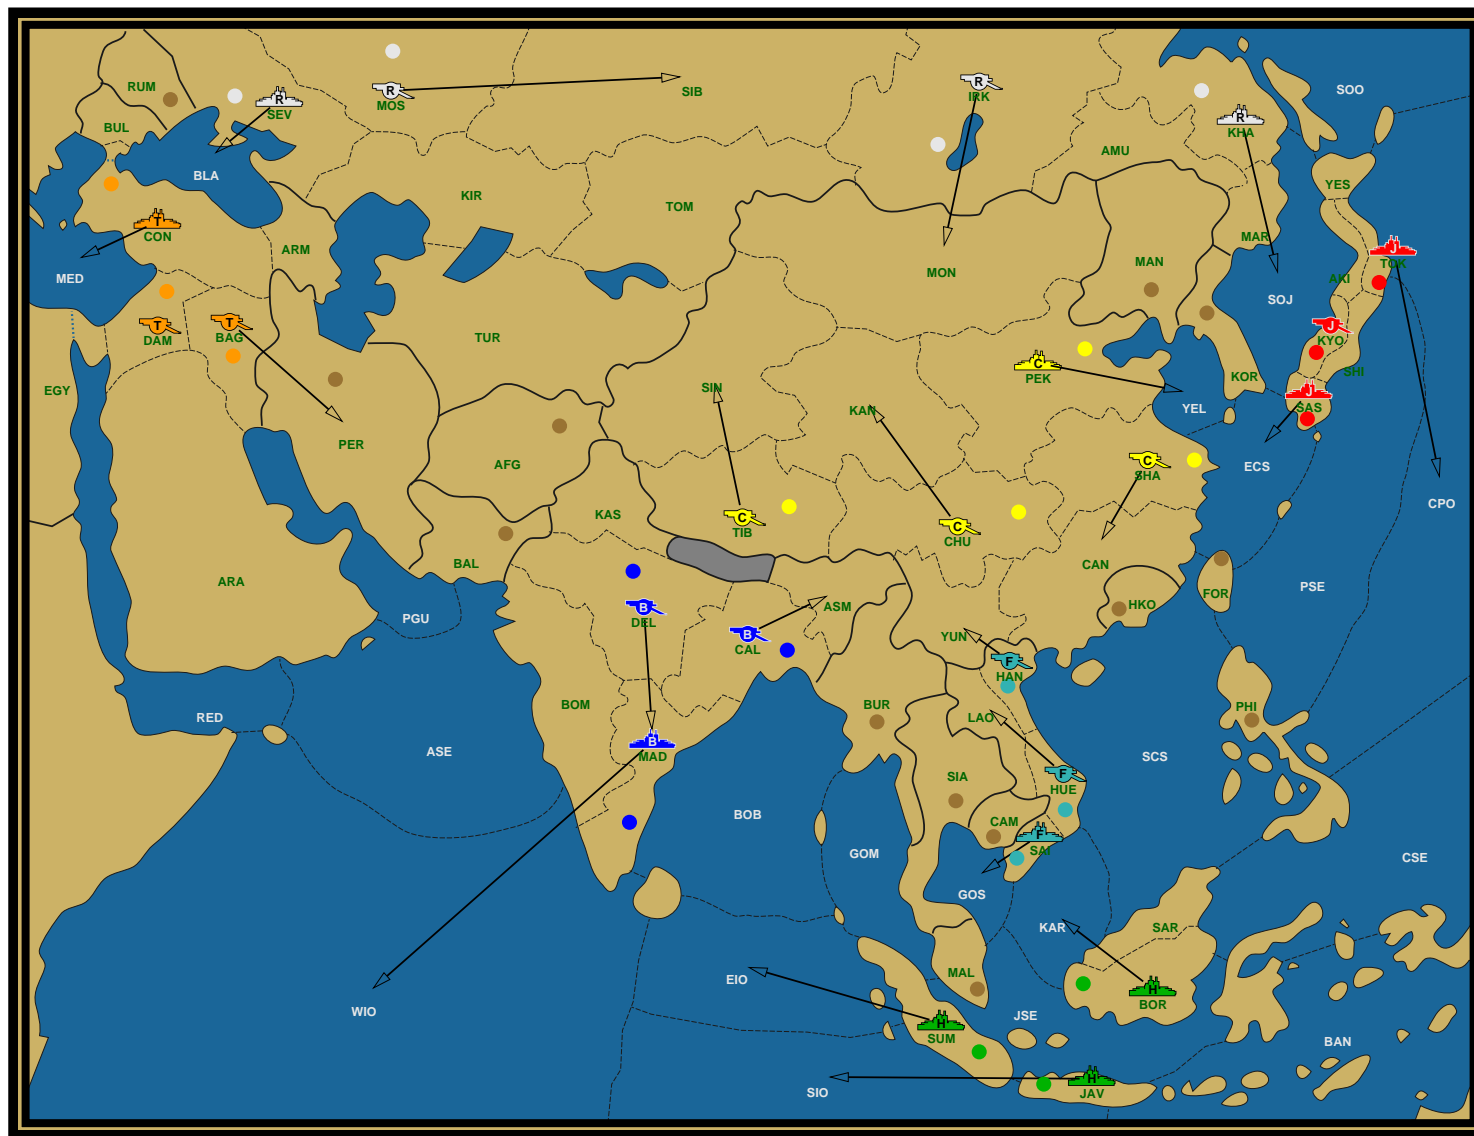 SOO
R
R
R
RUM
R
SIB
IRK
MOS
SEV
R
BUL
KHA
AMU
BLA
YES
KIR
TOM
T
CON
MAR
J
ARM
MAN
TOK
MED
MON
AKI
SOJ
T
T
J
DAM
BAG
TUR
KYO
C
SHI
EGY
PEK
KOR
SIN
J
KAN
YEL
SAS
PER
C
AFG
ECS
SHA
CPO
KAS
C
C
TIB
CHU
BAL
CAN
ARA
PSE
FOR
B
ASM
HKO
PGU
DEL
B
YUN
CAL
F
HAN
BOM
BUR
PHI
RED
LAO
B
ASE
MAD
SCS
F
SIA
HUE
BOB
CAM
F
GOM
SAI
CSE
GOS
KAR
SAR
MAL
EIO
H
WIO
BOR
JSE
H
SUM
BAN
H
SIO
JAV